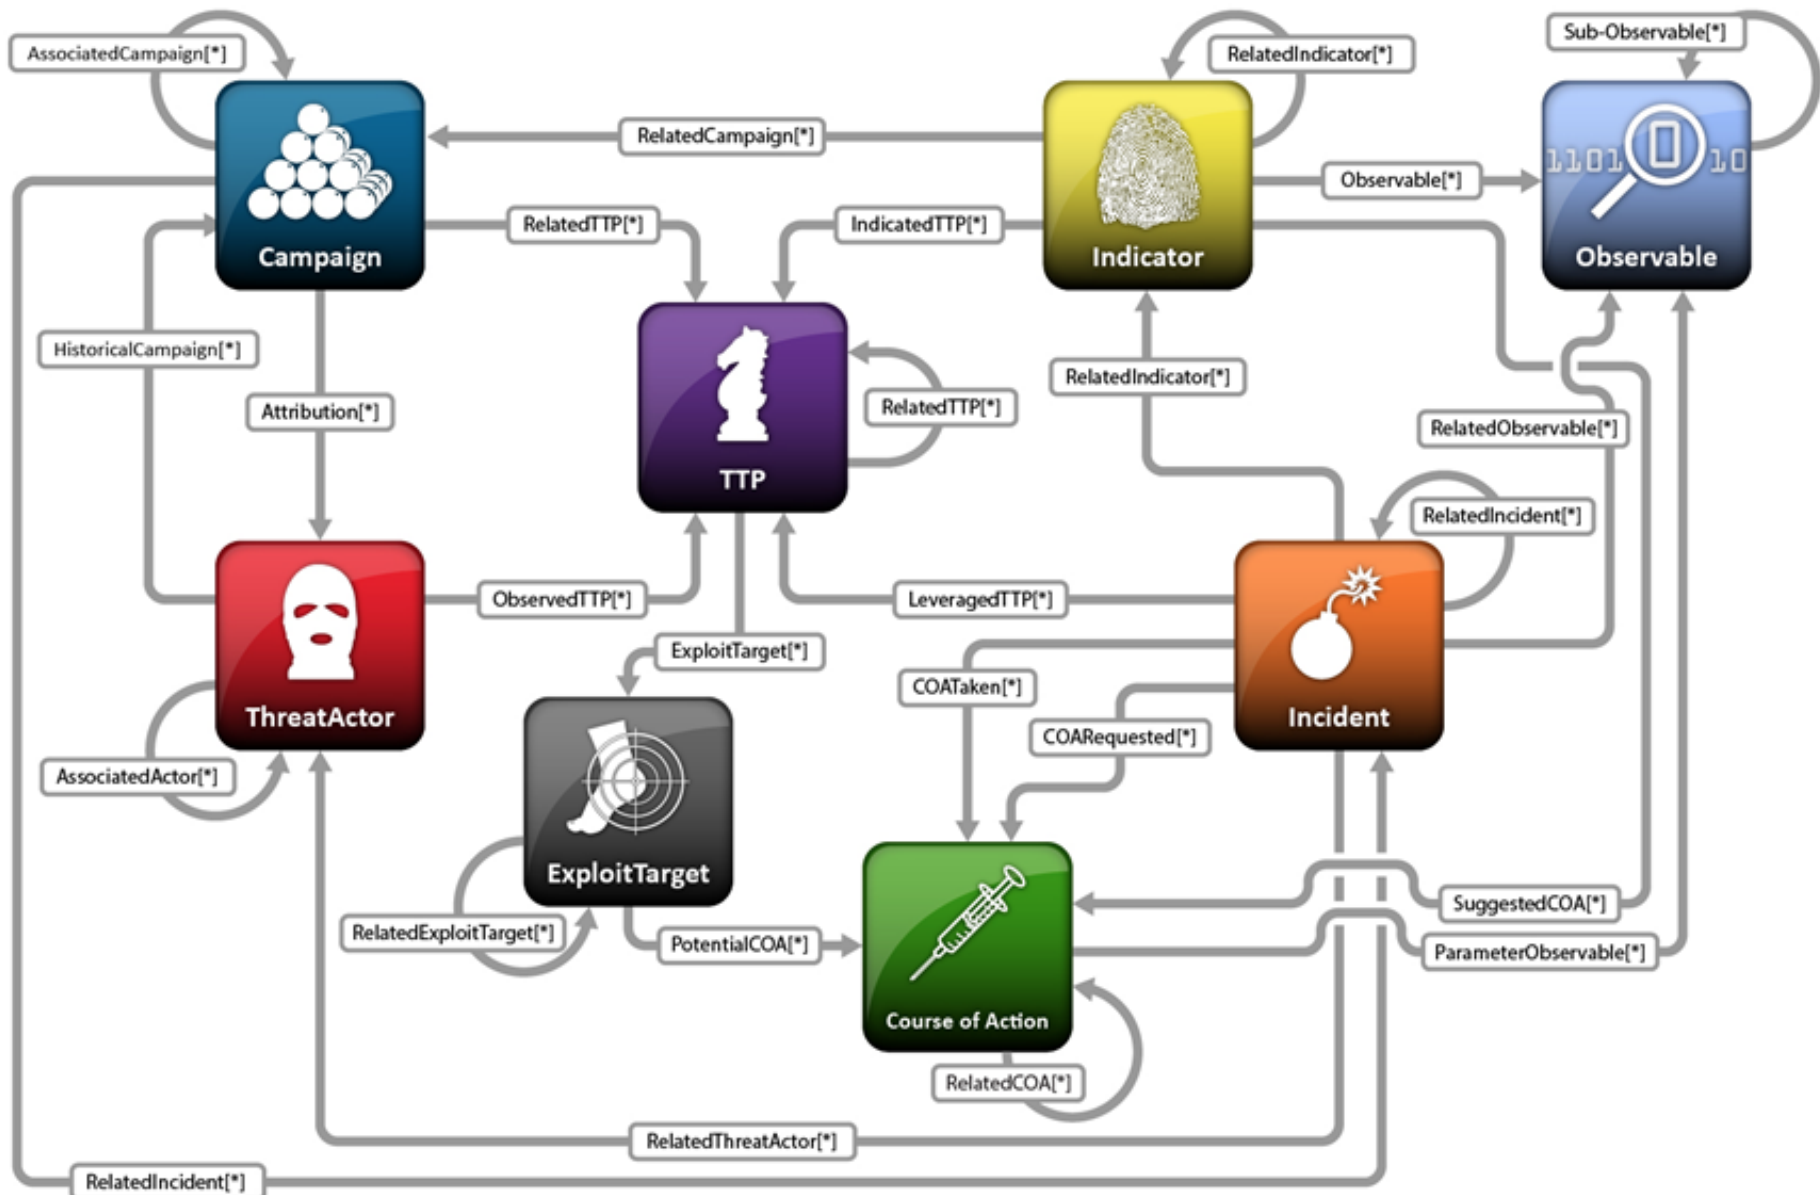 Sub-Observable[*]
AssociatedCampaign[*]
RelatedIndicator[*]
RelatedCampaign[*]
1101 0 10
Observable[*]
RelatedTTP[*]
IndicatedTTP[*]
Campaign
Indicator
Observable
HistoricalCampaign[*]
RelatedIndicator[*]
Attribution[*]
RelatedTTP[*]
RelatedObservable[*]
TTP
RelatedIncident[*]
ObservedTTP[*]
LeveragedTTP[*]
ExploitTarget[*]
COATaken[*]
ThreatActor
Incident
COARequested[*]
AssociatedActor[*]
ExploitTarget
SuggestedCOA[*]
RelatedExploitTarget[*]
PotentialCOA[*]
ParameterObservable[*]
Course of Action
RelatedCOA[*]
RelatedThreatActor[*]
RelatedIncident[*]